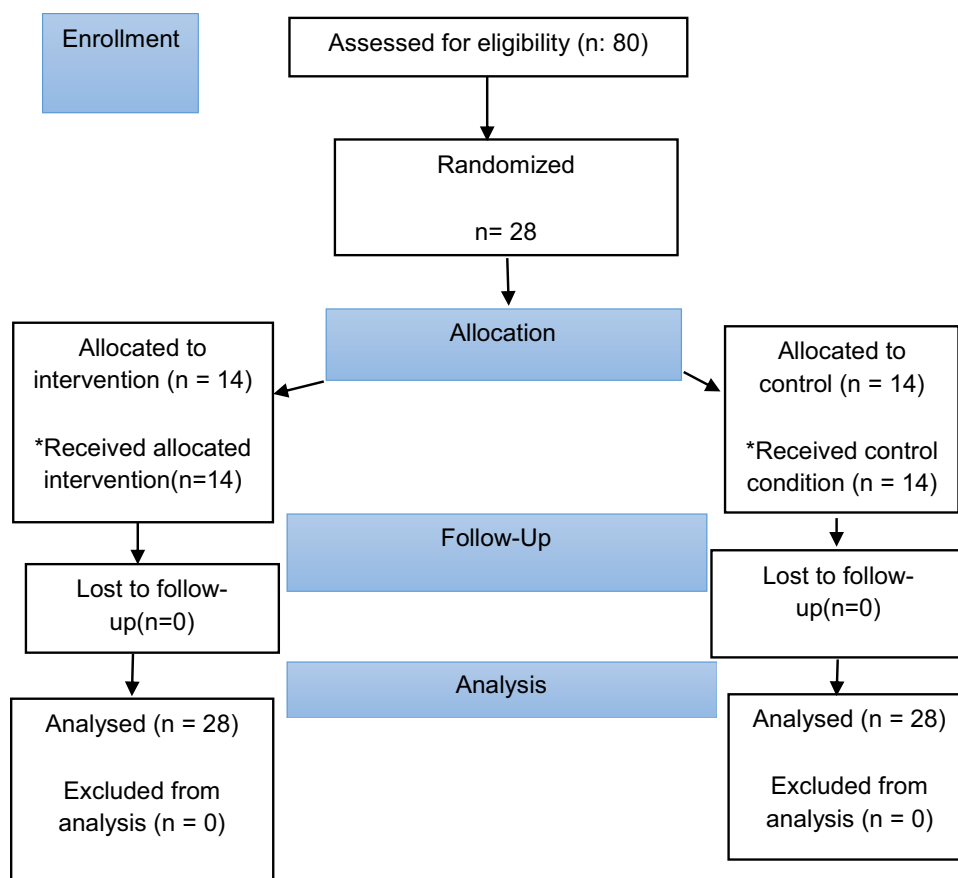 Enrollment
Assessed for eligibility (n: 80)
Randomized
n= 28
Allocation
Allocated to
intervention (n = 14)
*Received allocated
intervention(n=14)
Allocated to
control (n = 14)
*Received control
condition (n = 14)
Follow-Up
Lost to follow-
up(n=0)
Lost to follow-
up(n=0)
Analysis
Analysed (n = 28)
Excluded from
analysis (n = 0)
Analysed (n = 28)
Excluded from
analysis (n = 0)